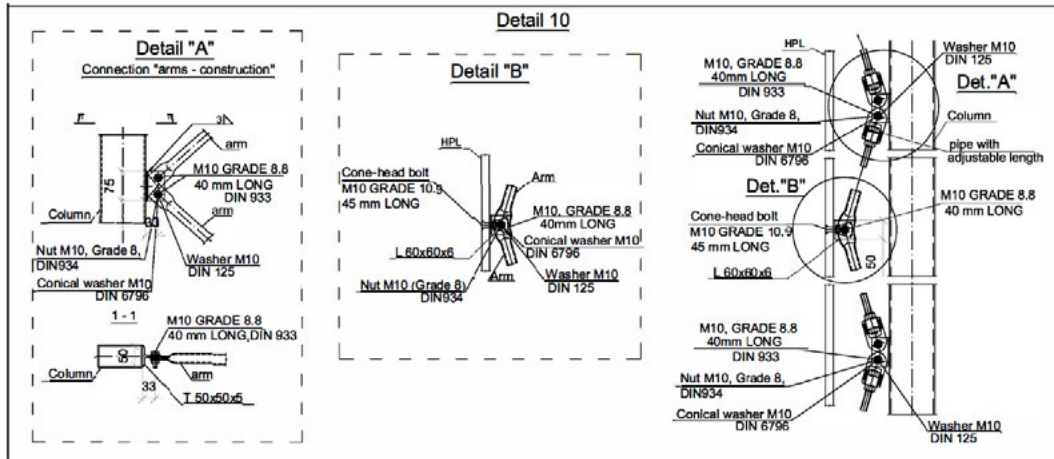 Detail 10
Detail "A"
Connection "arms - construction"
3
arm
M10 GRADE 8.8
40 mm LONG
DIN 933
75
Column
arm
33
Nut M10, Grade 8,
DIN934
Washer M10
DIN 125
Conical washer M10
DIN 6796
1 - 1
M10 GRADE 8.8
40 mm LONG,DIN 933
50
Column
arm
33
T 50x50x5
Detail "B"
HPL
Cone-head bolt
M10 GRADE 10.9
45 mm LONG
Arm
M10, GRADE 8.8
40mm LONG
Conical washer M10
DIN 6796
L 60x60x6
Washer M10
DIN 125
Nut M10 (Grade 8)
DIN934
Arm
HPL
Washer M10
DIN 125
M10, GRADE 8.8
40mm LONG
DIN 933
Det."A"
Nut M10, Grade 8,
DIN934
Column
Conical washer M10
DIN 6796
pipe with
adjustable length
Det."B"
M10 GRADE 8.8
40 mm LONG
Cone-head bolt
M10 GRADE 10.9
45 mm LONG
L 60x60x6
50
M10, GRADE 8.8
40mm LONG
DIN 933
Nut M10, Grade 8,
DIN934
Conical washer M10
DIN 6796
Washer M10
DIN 125